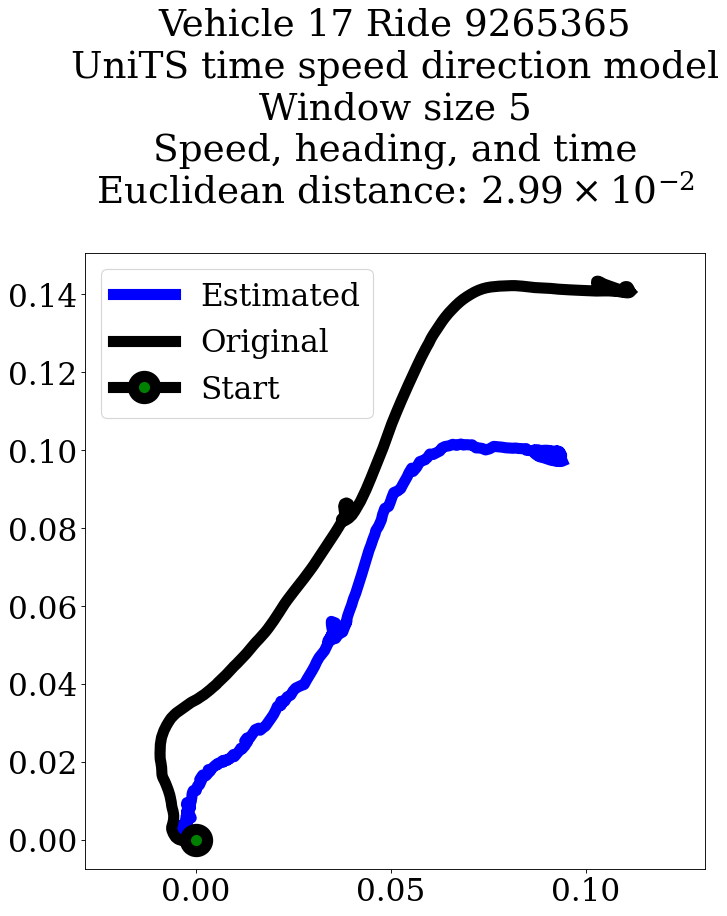 Vehicle 17 Ride 9265365
UniTS time speed direction model
Window size 5
Speed, heading, and time
Euclidean distance: 2.99 × 10⁻²
Estimated
Original
Start
0.14
0.12
0.10
0.08
0.06
0.04
0.02
0.00
0.00 0.05 0.10